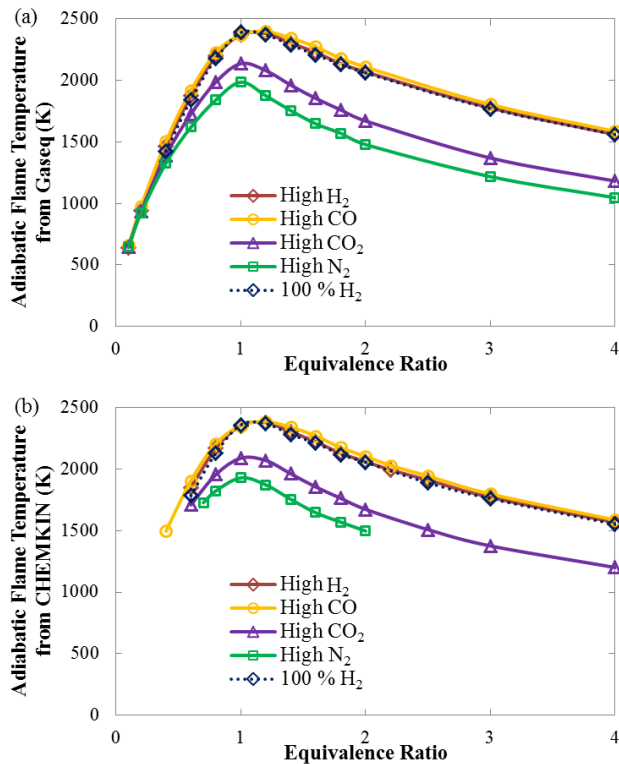 (a)
Adiabatic Flame Temperature
from Gaseq (K)
2500
2000
1500
1000
500
0
High H₂
High CO
High CO₂
High N₂
100 % H₂
0 1 2 3 4
Equivalence Ratio
(b)
Adiabatic Flame Temperature
from CHEMKIN (K)
2500
2000
1500
1000
500
0
High H₂
High CO
High CO₂
High N₂
100 % H₂
0 1 2 3 4
Equivalence Ratio